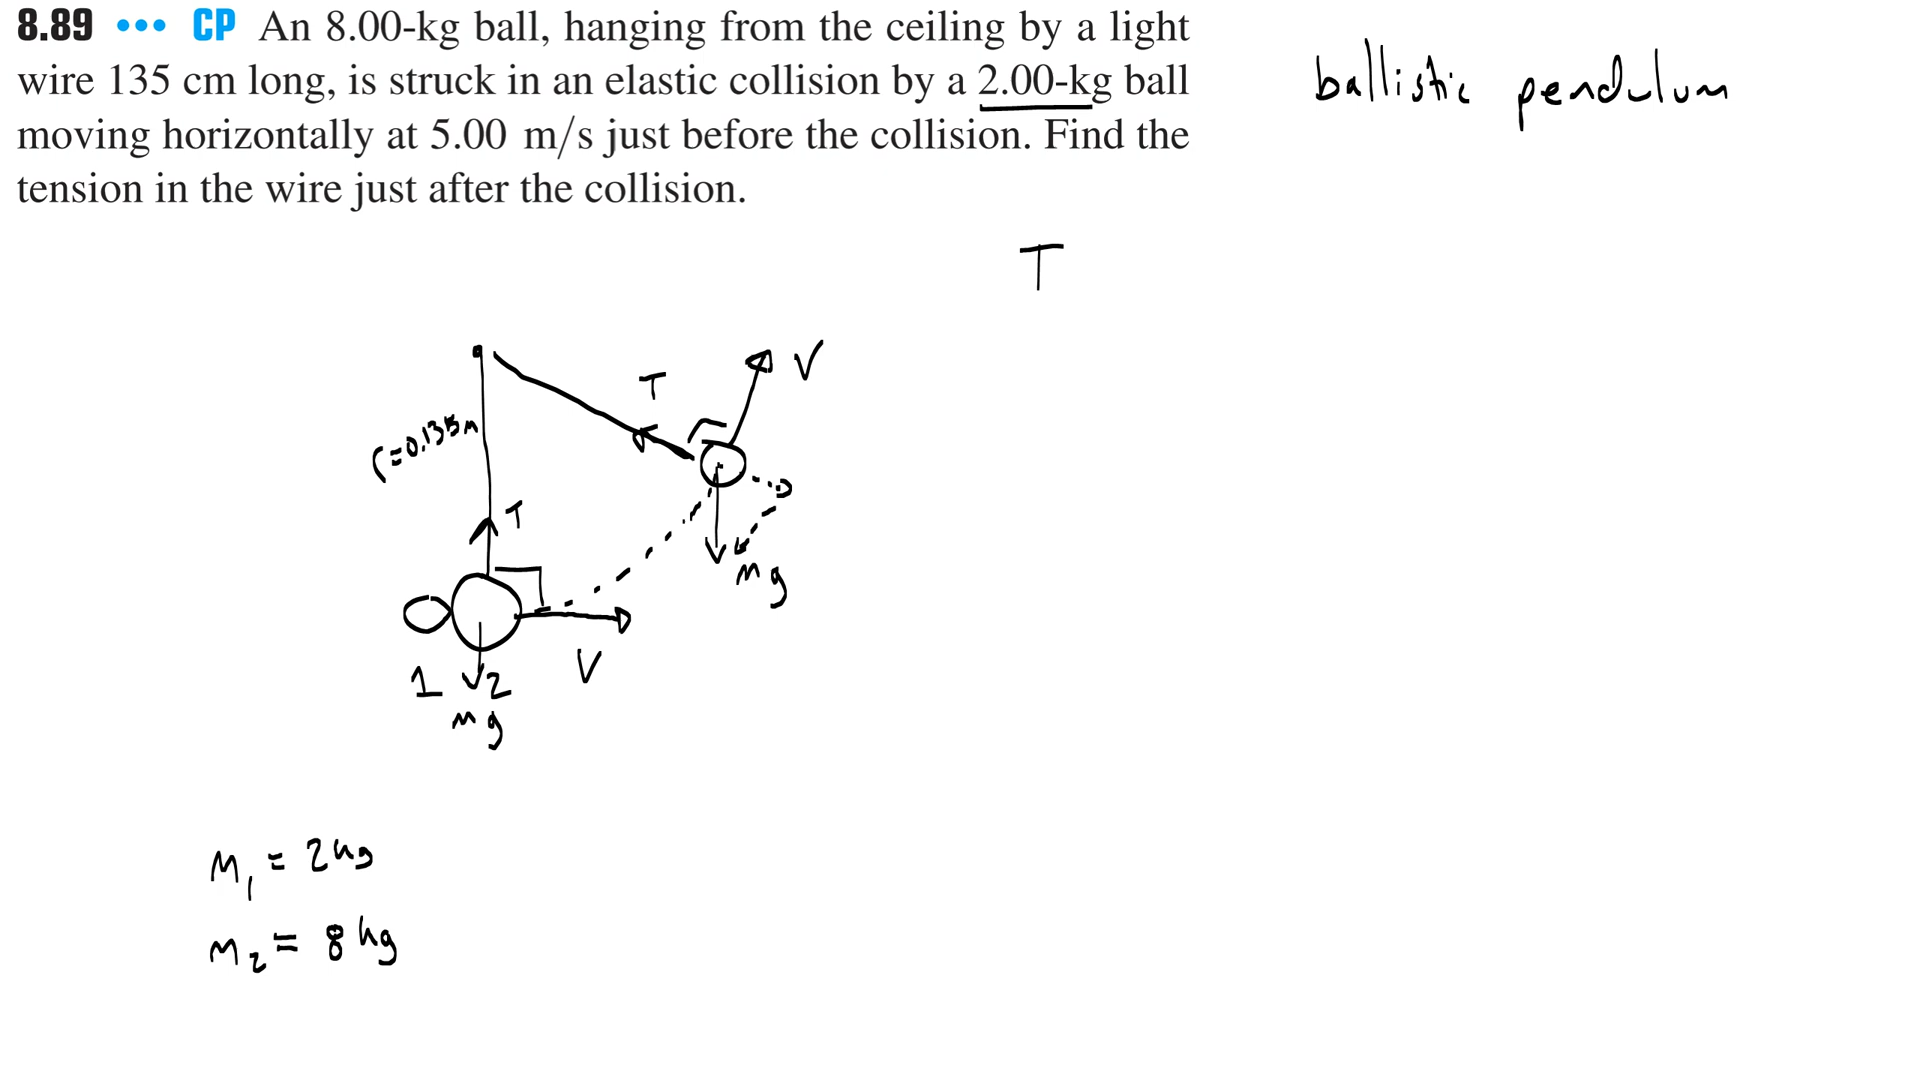 8.89 ••• CP An 8.00-kg ball, hanging from the ceiling by a light
wire 135 cm long, is struck in an elastic collision by a 2.00-kg ball
moving horizontally at 5.00 m/s just before the collision. Find the
tension in the wire just after the collision.
ballistic pendulum
T
T
V
r=0.135m
T
mg
V
1 2
mg
m₁ = 2kg
m₂ = 8kg